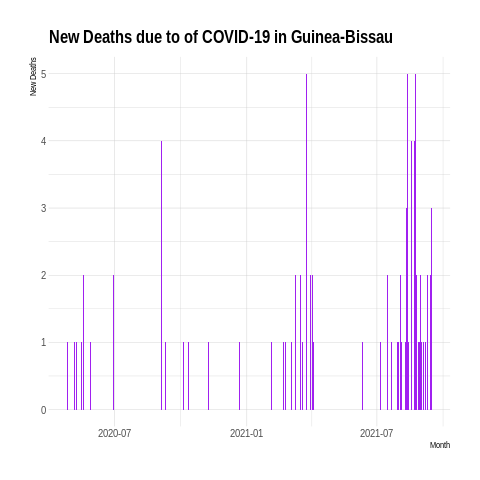 New Deaths due to of COVID-19 in Guinea-Bissau
New Deaths
5
4
3
2
1
0
2020-07 2021-01 2021-07
Month